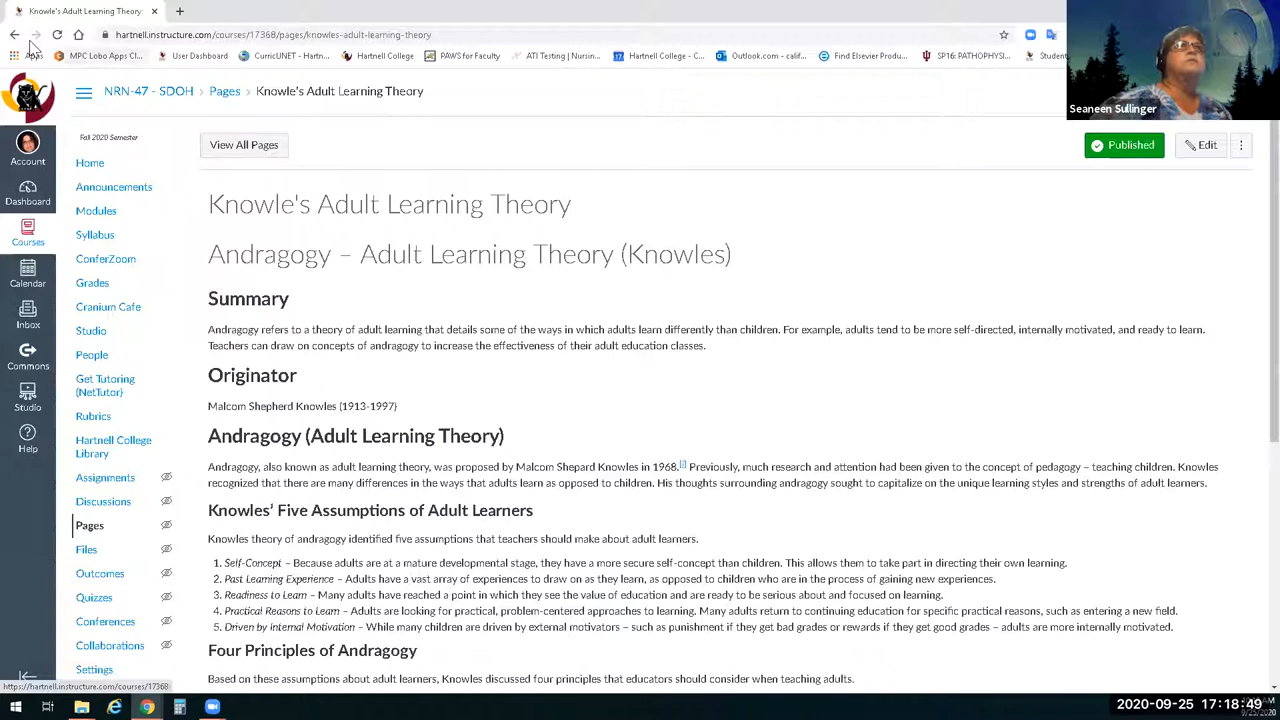 Knowle's Adult Learning Theory:
hartnell.instructure.com/courses/17368/pages/knowles-adult-learning-theory
Apps
MPC Lobo Apps Cl...
User Dashboard
CurricUNET - Hartn...
Hartnell College
PAWS for Faculty
ATI Testing | Nursin...
Hartnell College - C...
Outlook.com - calif...
Find Elsevier Produ...
SP16: PATHOPHYSI...
Student
Seaneen Sullinger
NRN-47 - SDOH > Pages > Knowle's Adult Learning Theory
Account
Dashboard
Courses
Calendar
Inbox
Commons
Studio
Help
Fall 2020 Semester
Home
Announcements
Modules
Syllabus
ConferZoom
Grades
Cranium Cafe
Studio
People
Get Tutoring
(NetTutor)
Rubrics
Hartnell College
Library
Assignments
Discussions
Pages
Files
Outcomes
Quizzes
Conferences
Collaborations
Settings
View All Pages
Published
Edit
Knowle's Adult Learning Theory
Andragogy – Adult Learning Theory (Knowles)
Summary
Andragogy refers to a theory of adult learning that details some of the ways in which adults learn differently than children. For example, adults tend to be more self-directed, internally motivated, and ready to learn.
Teachers can draw on concepts of andragogy to increase the effectiveness of their adult education classes.
Originator
Malcom Shepherd Knowles (1913-1997)
Andragogy (Adult Learning Theory)
Andragogy, also known as adult learning theory, was proposed by Malcom Shepard Knowles in 1968.[i] Previously, much research and attention had been given to the concept of pedagogy – teaching children. Knowles
recognized that there are many differences in the ways that adults learn as opposed to children. His thoughts surrounding andragogy sought to capitalize on the unique learning styles and strengths of adult learners.
Knowles' Five Assumptions of Adult Learners
Knowles theory of andragogy identified five assumptions that teachers should make about adult learners.
1. Self-Concept – Because adults are at a mature developmental stage, they have a more secure self-concept than children. This allows them to take part in directing their own learning.
2. Past Learning Experience – Adults have a vast array of experiences to draw on as they learn, as opposed to children who are in the process of gaining new experiences.
3. Readiness to Learn – Many adults have reached a point in which they see the value of education and are ready to be serious about and focused on learning.
4. Practical Reasons to Learn – Adults are looking for practical, problem-centered approaches to learning. Many adults return to continuing education for specific practical reasons, such as entering a new field.
5. Driven by Internal Motivation – While many children are driven by external motivators – such as punishment if they get bad grades or rewards if they get good grades – adults are more internally motivated.
Four Principles of Andragogy
Based on these assumptions about adult learners, Knowles discussed four principles that educators should consider when teaching adults.
https://hartnell.instructure.com/courses/17368
2020-09-25 17:18:49
9/25/2020